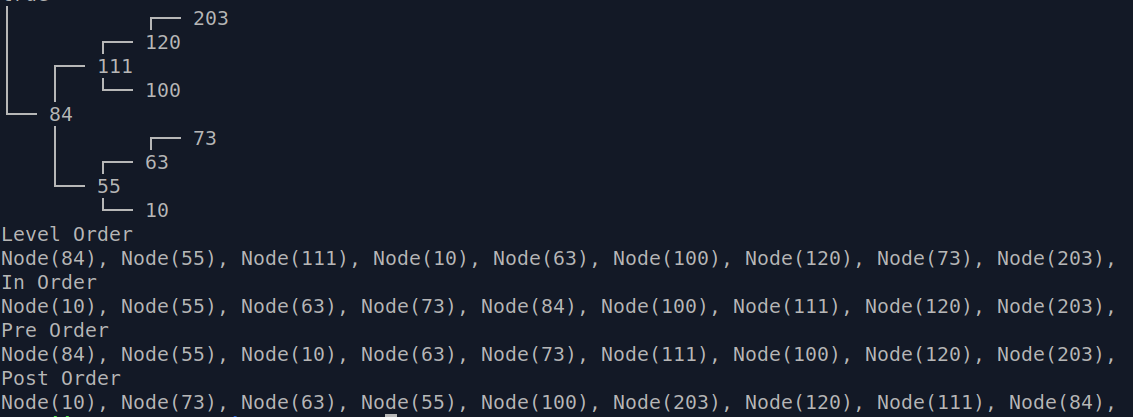 203
120
111
100
84
73
63
55
10
Level Order
Node(84), Node(55), Node(111), Node(10), Node(63), Node(100), Node(120), Node(73), Node(203),
In Order
Node(10), Node(55), Node(63), Node(73), Node(84), Node(100), Node(111), Node(120), Node(203),
Pre Order
Node(84), Node(55), Node(10), Node(63), Node(73), Node(111), Node(100), Node(120), Node(203),
Post Order
Node(10), Node(73), Node(63), Node(55), Node(100), Node(203), Node(120), Node(111), Node(84),